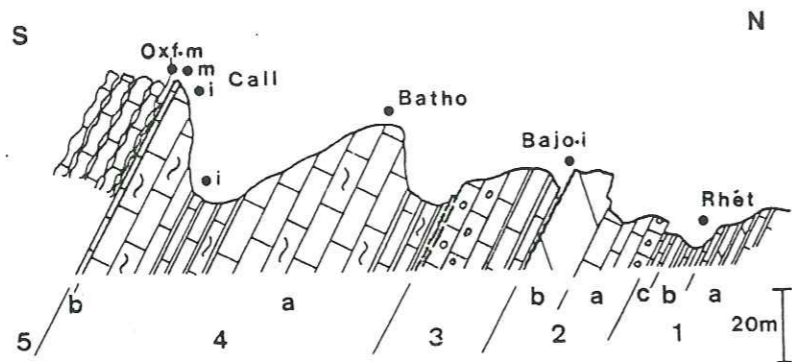 S N
Oxf.m
m
i Call
Batho
i
Bajo.i
Rhét
b a b a c b a
5 4 3 2 1
20m